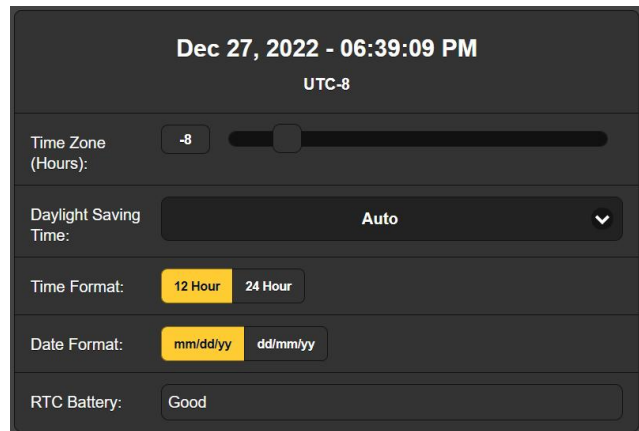 Dec 27, 2022 - 06:39:09 PM
UTC-8
Time Zone
(Hours):
-8
Daylight Saving
Time:
Auto
Time Format:
12 Hour
24 Hour
Date Format:
mm/dd/yy
dd/mm/yy
RTC Battery:
Good